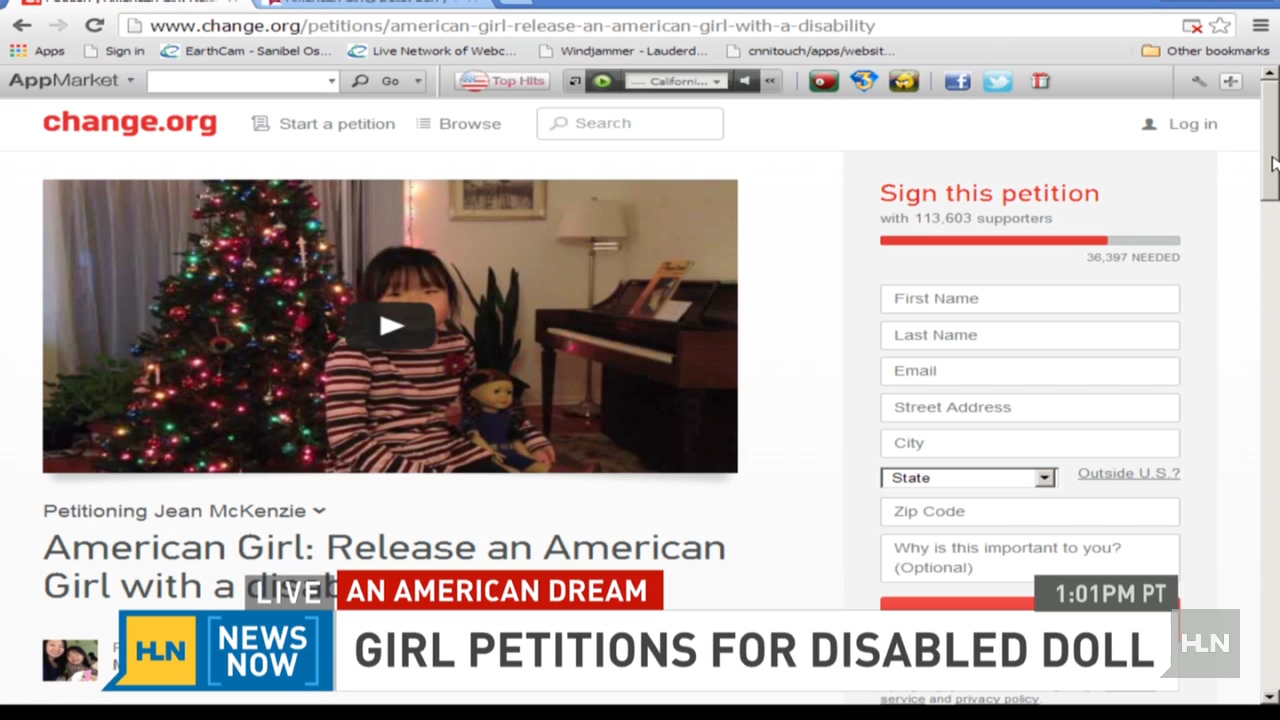 www.change.org/petitions/american-girl-release-an-american-girl-with-a-disability
Apps Sign in EarthCam - Sanibel Os... Live Network of Webc... Windjammer - Lauderd... cnnitouch/apps/websit... Other bookmarks
AppMarket Go Top Hits Californi...
change.org Start a petition Browse Search Log in
Sign this petition
with 113,603 supporters
36,397 NEEDED
First Name
Last Name
Email
Street Address
City
State Outside U.S.?
Zip Code
Why is this important to you?
(Optional)
Petitioning Jean McKenzie
American Girl: Release an American
Girl with a disab
LIVE AN AMERICAN DREAM 1:01PM PT
HLN NEWS NOW
GIRL PETITIONS FOR DISABLED DOLL
HLN
service and privacy policy.